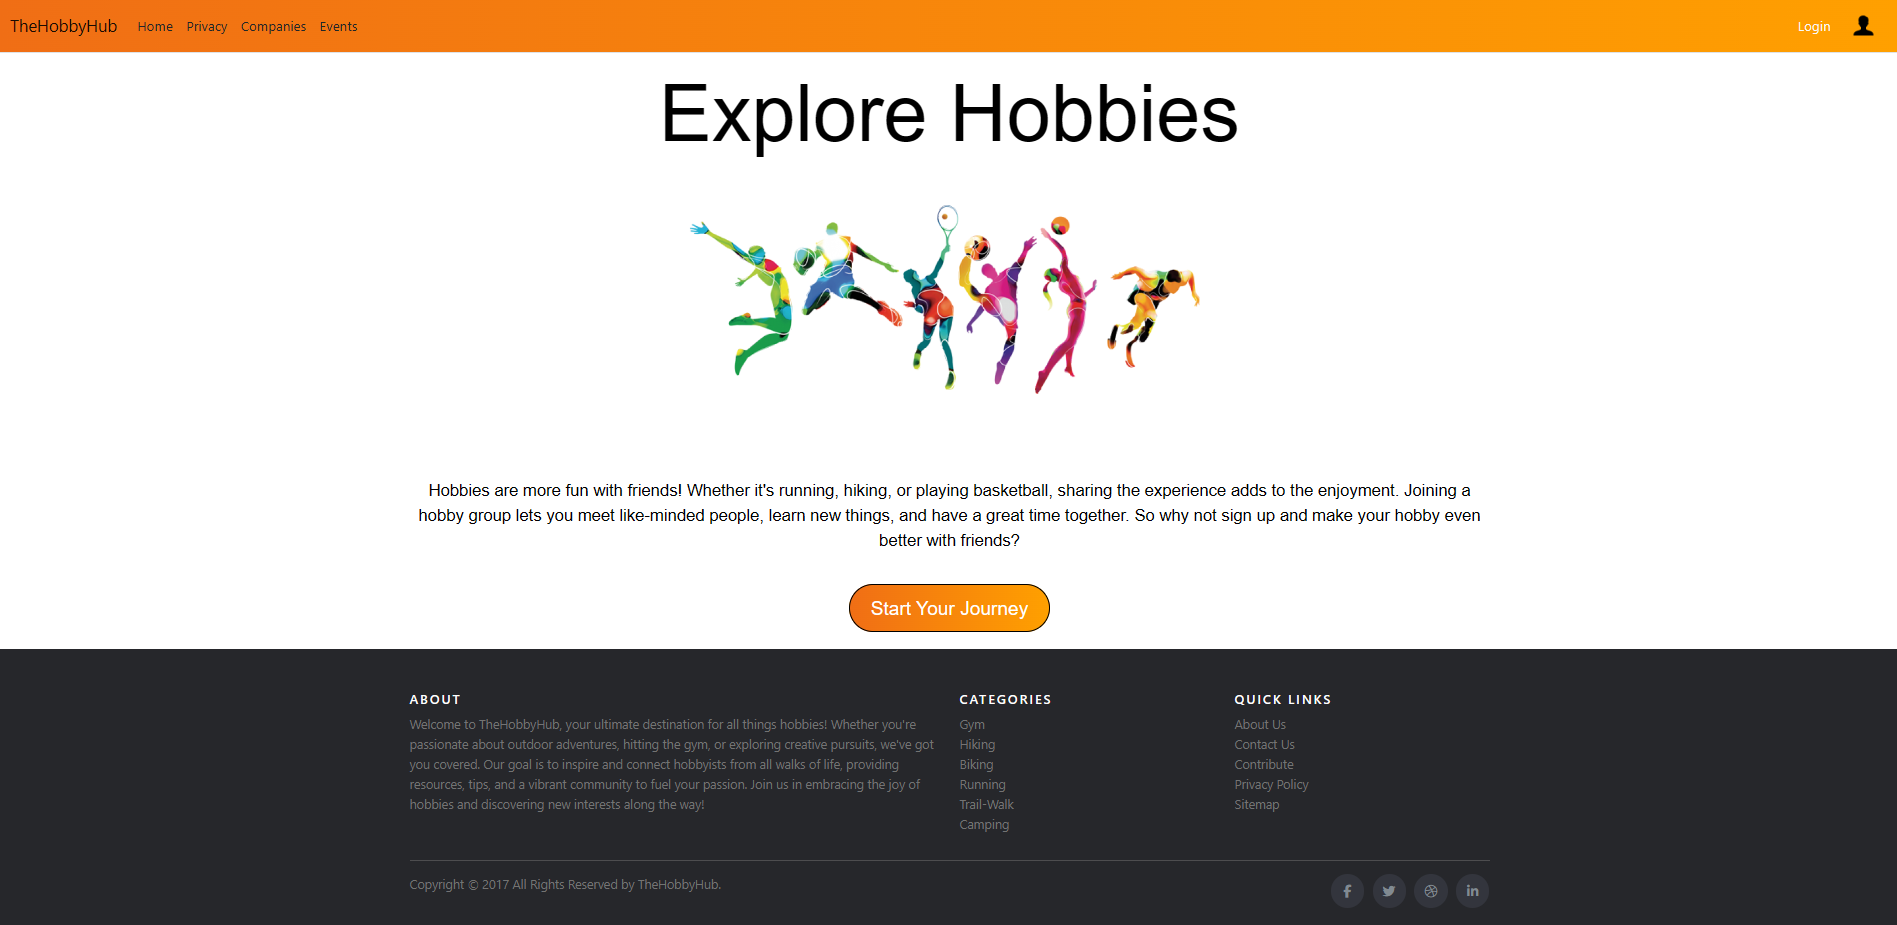 TheHobbyHub Home Privacy Companies Events Login
Explore Hobbies
Hobbies are more fun with friends! Whether it's running, hiking, or playing basketball, sharing the experience adds to the enjoyment. Joining a
hobby group lets you meet like-minded people, learn new things, and have a great time together. So why not sign up and make your hobby even
better with friends?
Start Your Journey
ABOUT
Welcome to TheHobbyHub, your ultimate destination for all things hobbies! Whether you're
passionate about outdoor adventures, hitting the gym, or exploring creative pursuits, we've got
you covered. Our goal is to inspire and connect hobbyists from all walks of life, providing
resources, tips, and a vibrant community to fuel your passion. Join us in embracing the joy of
hobbies and discovering new interests along the way!
CATEGORIES
Gym
Hiking
Biking
Running
Trail-Walk
Camping
QUICK LINKS
About Us
Contact Us
Contribute
Privacy Policy
Sitemap
Copyright © 2017 All Rights Reserved by TheHobbyHub.